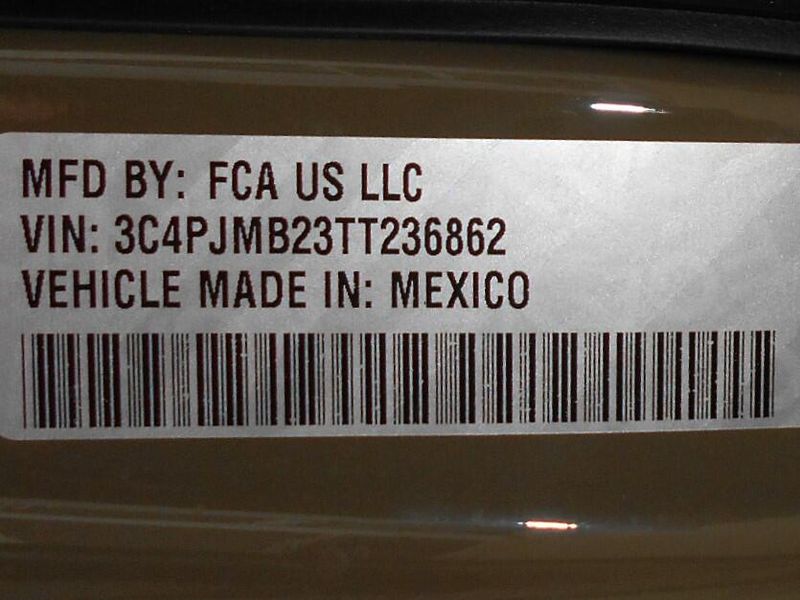 MFD BY: FCA US LLC
VIN: 3C4PJMB23TT236862
VEHICLE MADE IN: MEXICO